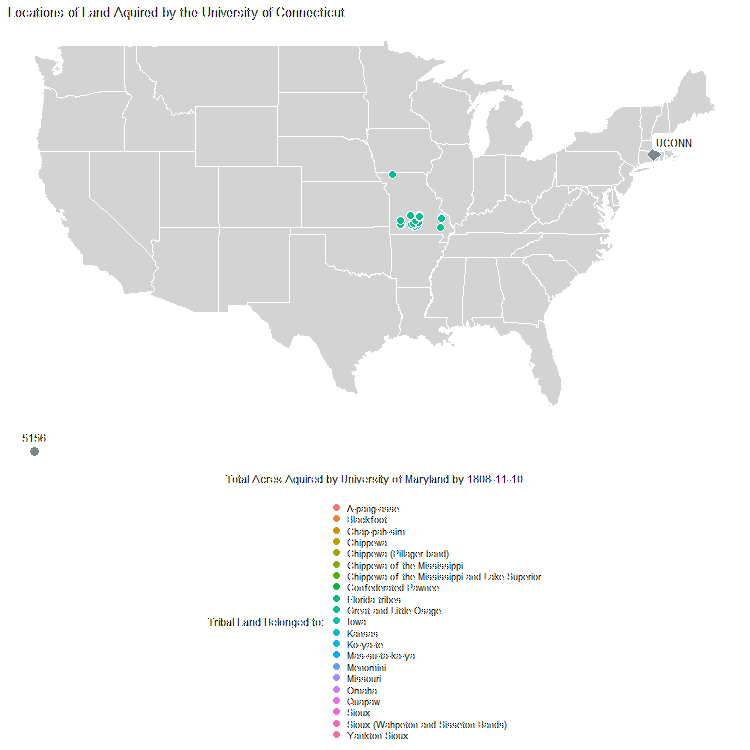 Locations of Land Aquired by the University of Connecticut
UCONN
5156
Total Acres Aquired by University of Maryland by 1808-11-10
Tribal Land Belonged to:
A-pang-asse
Blackfoot
Chap-pah-sim
Chippewa
Chippewa (Pillager band)
Chippewa of the Mississippi
Chippewa of the Mississippi and Lake Superior
Confederated Pawnee
Florida tribes
Great and Little Osage
Iowa
Kansas
Ko-ya-te
Mas-su-ta-ka-ya
Menomini
Missouri
Omaha
Quapaw
Sioux
Sioux (Wahpeton and Sisseton Bands)
Yankton Sioux